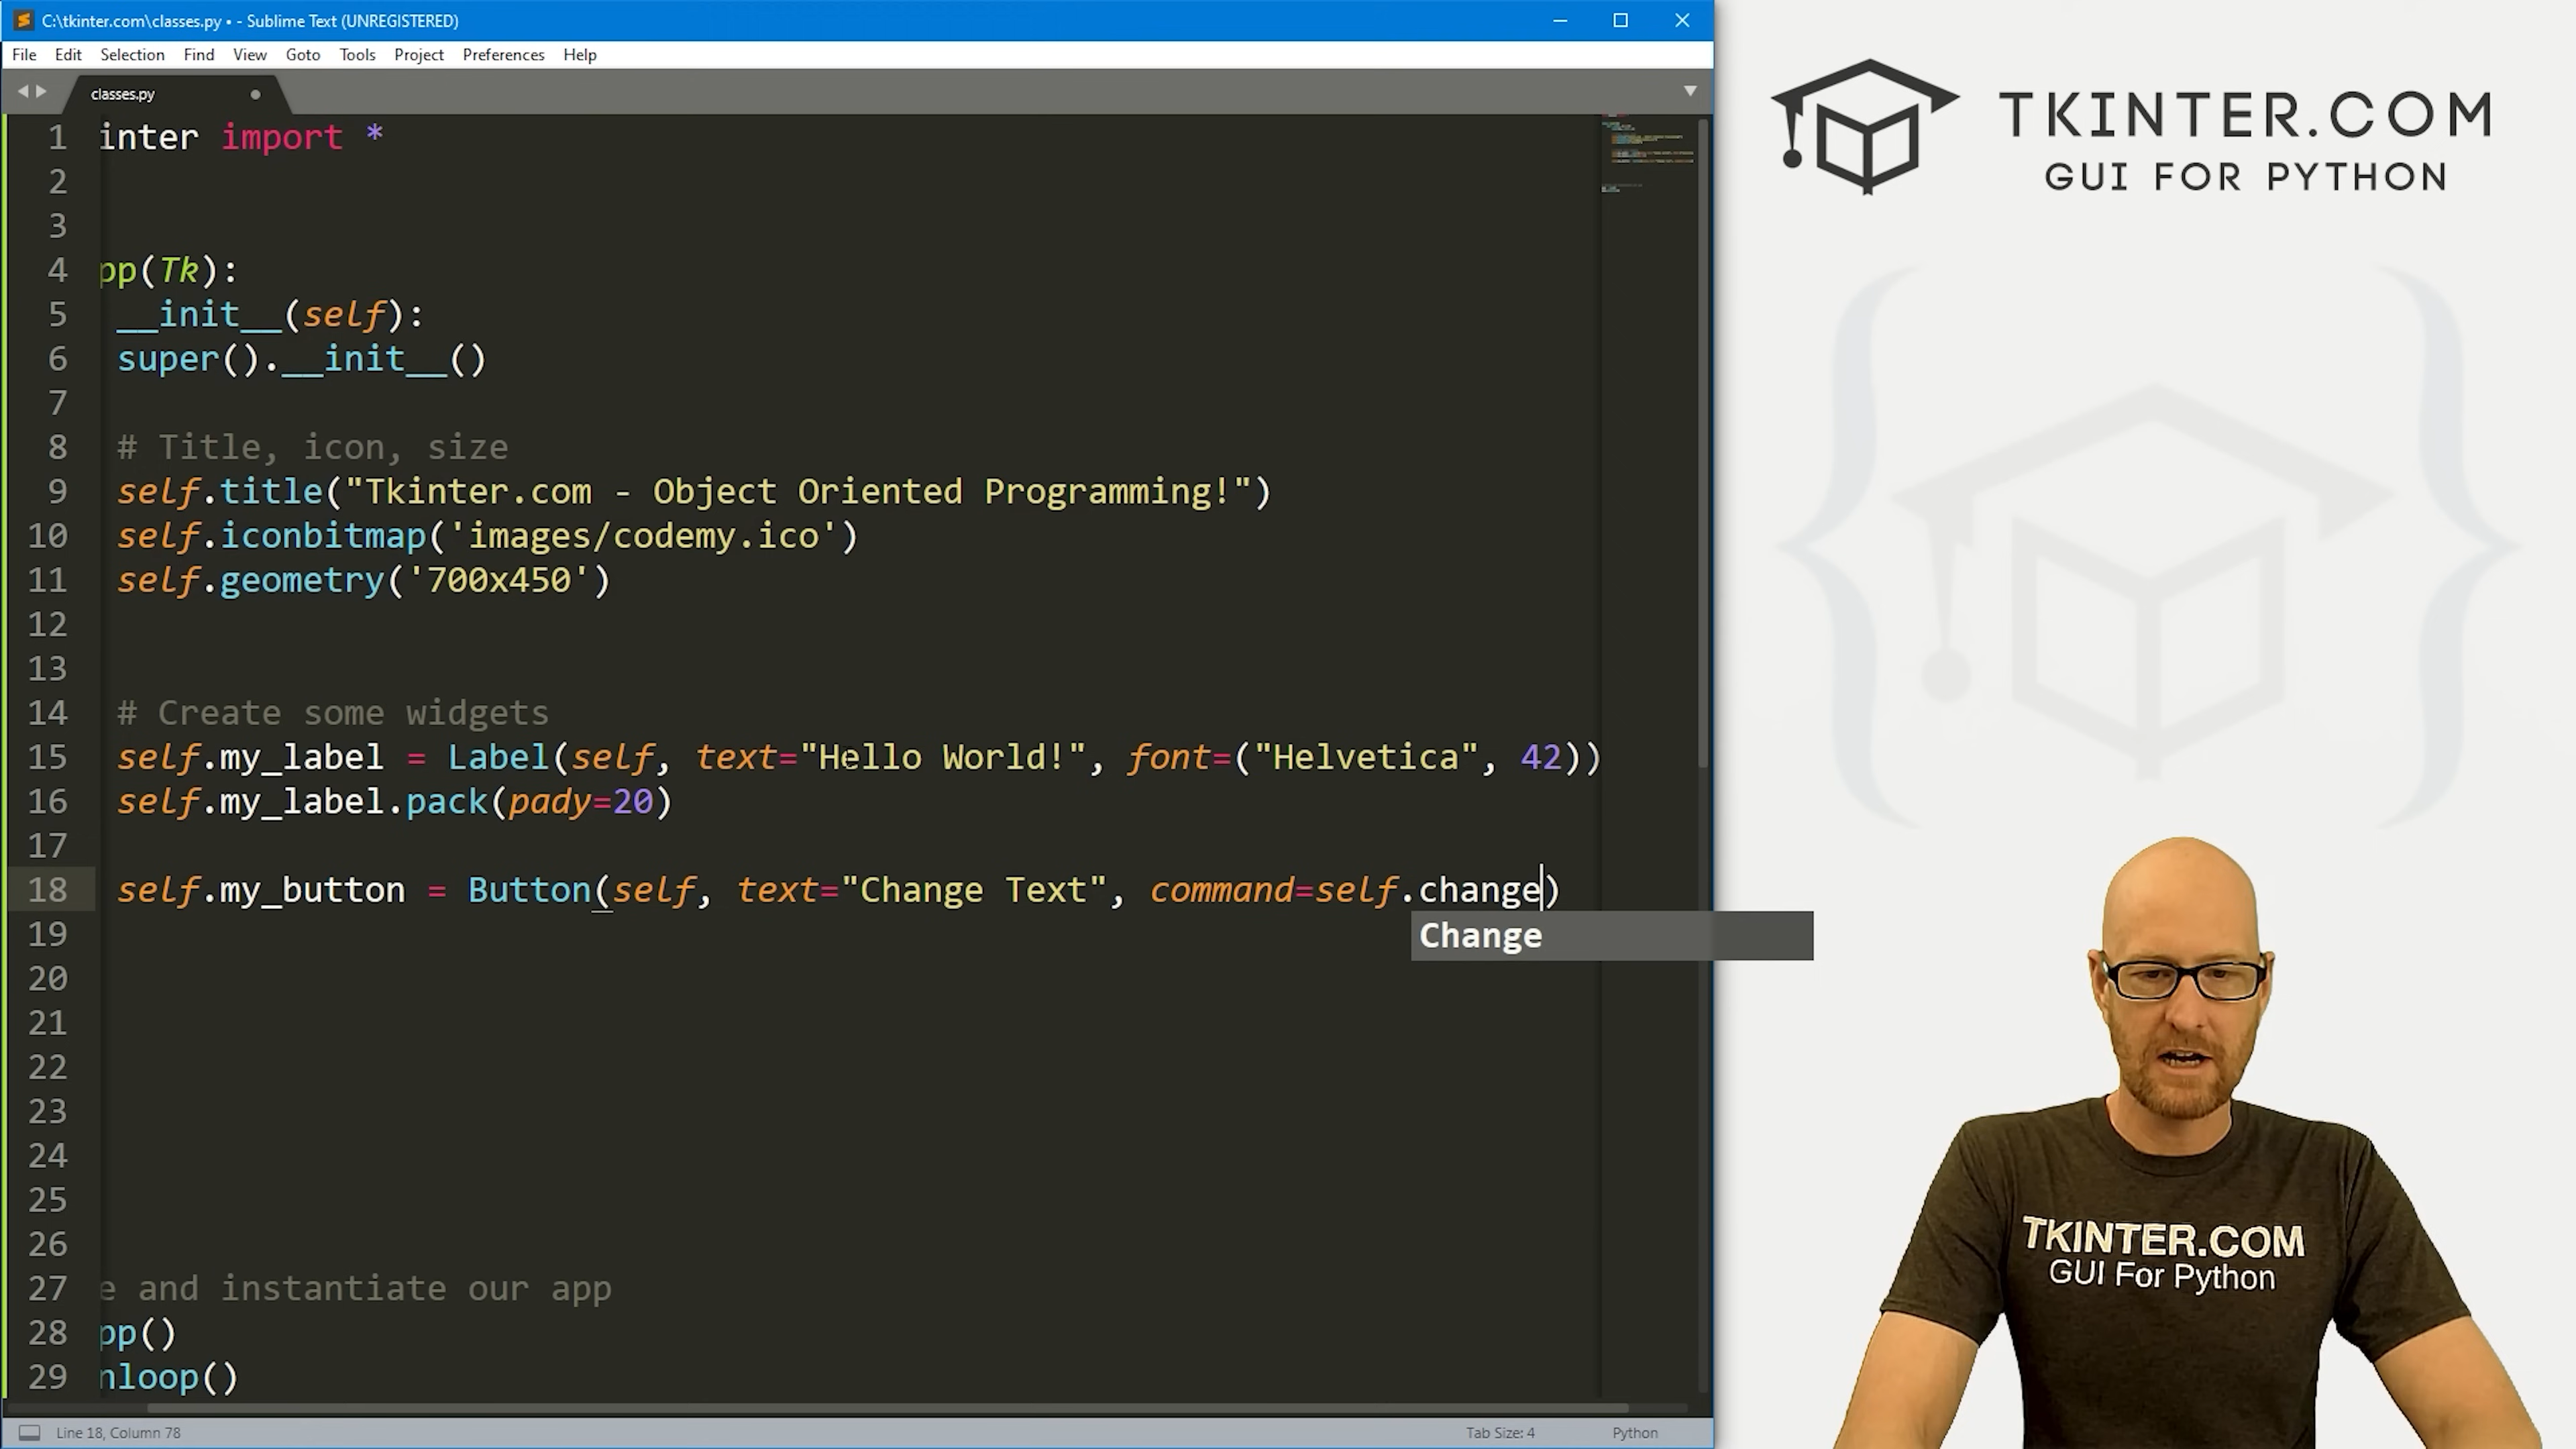 C:\tkinter.com\classes.py • - Sublime Text (UNREGISTERED)
File Edit Selection Find View Goto Tools Project Preferences Help
classes.py
1 inter import *
2
3
4 pp(Tk):
5 __init__(self):
6 super().__init__()
7
8 # Title, icon, size
9 self.title("Tkinter.com - Object Oriented Programming!")
10 self.iconbitmap('images/codemy.ico')
11 self.geometry('700x450')
12
13
14 # Create some widgets
15 self.my_label = Label(self, text="Hello World!", font=("Helvetica", 42))
16 self.my_label.pack(pady=20)
17
18 self.my_button = Button(self, text="Change Text", command=self.change)
Change
19
20
21
22
23
24
25
26
27 e and instantiate our app
28 pp()
29 nloop()
Line 18, Column 78
Tab Size: 4
Python
TKINTER.COM
GUI FOR PYTHON
TKINTER.COM
GUI For Python